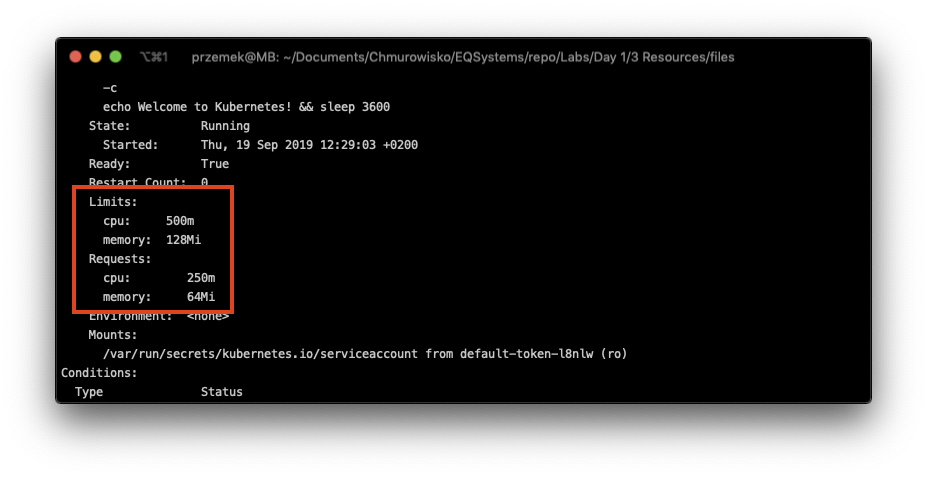 ⌥⌘1 przemek@MB: ~/Documents/Chmurowisko/EQSystems/repo/Labs/Day 1/3 Resources/files
-c
echo Welcome to Kubernetes! && sleep 3600
State: Running
Started: Thu, 19 Sep 2019 12:29:03 +0200
Ready: True
Restart Count: 0
Limits:
cpu: 500m
memory: 128Mi
Requests:
cpu: 250m
memory: 64Mi
Environment: <none>
Mounts:
/var/run/secrets/kubernetes.io/serviceaccount from default-token-l8nlw (ro)
Conditions:
Type Status